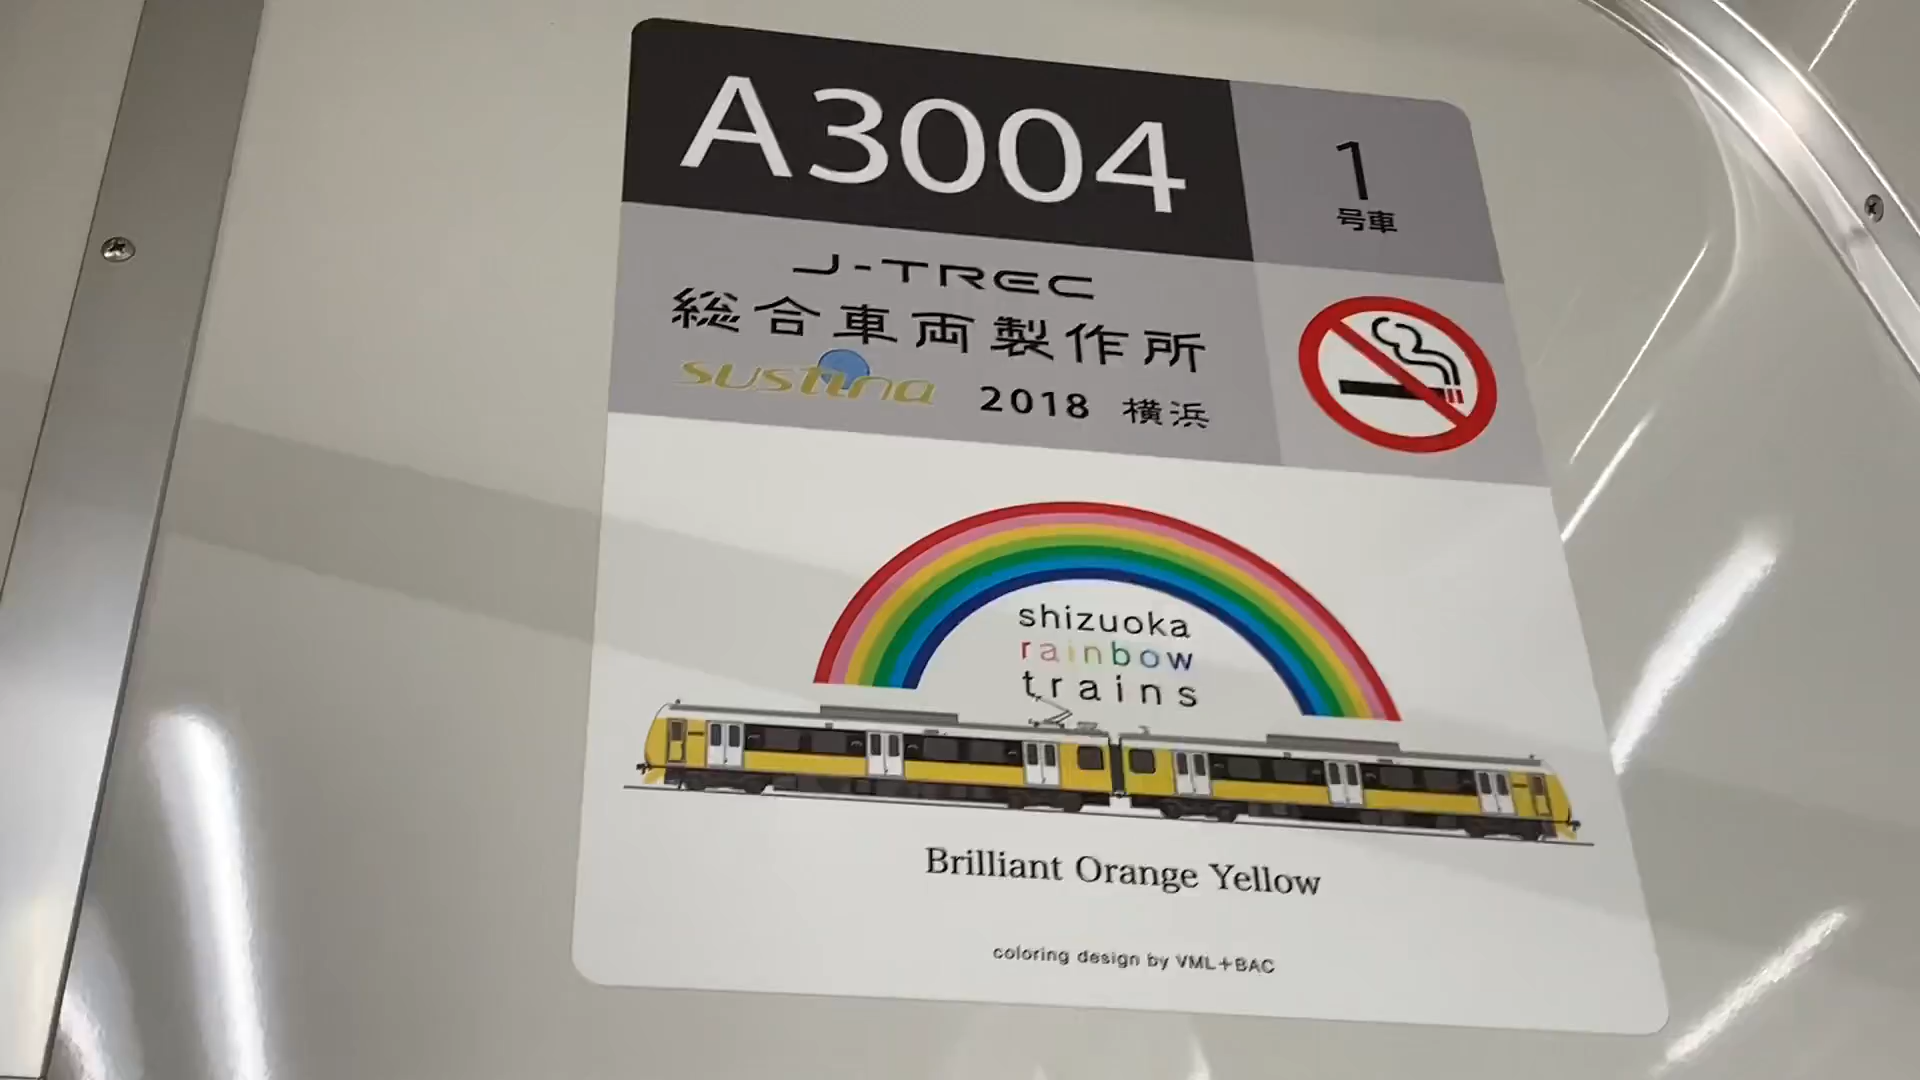 A3004
1
号車
J-TREC
総合車両製作所
sustina 2018 横浜
shizuoka
rainbow
trains
Brilliant Orange Yellow
coloring design by VML+BAC